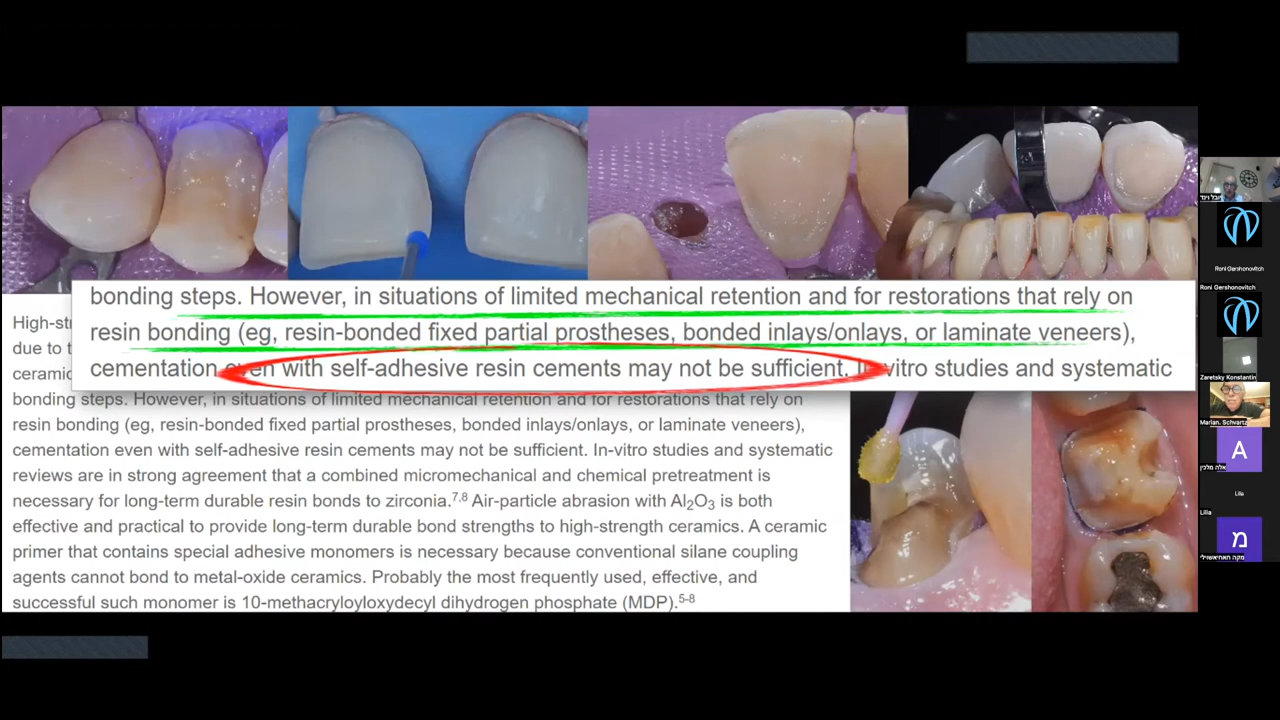 bonding steps. However, in situations of limited mechanical retention and for restorations that rely on
resin bonding (eg, resin-bonded fixed partial prostheses, bonded inlays/onlays, or laminate veneers),
cementation even with self-adhesive resin cements may not be sufficient. In-vitro studies and systematic
High-st
due to t
ceramic
bonding steps. However, in situations of limited mechanical retention and for restorations that rely on
resin bonding (eg, resin-bonded fixed partial prostheses, bonded inlays/onlays, or laminate veneers),
cementation even with self-adhesive resin cements may not be sufficient. In-vitro studies and systematic
reviews are in strong agreement that a combined micromechanical and chemical pretreatment is
necessary for long-term durable resin bonds to zirconia.7,8 Air-particle abrasion with Al2O3 is both
effective and practical to provide long-term durable bond strengths to high-strength ceramics. A ceramic
primer that contains special adhesive monomers is necessary because conventional silane coupling
agents cannot bond to metal-oxide ceramics. Probably the most frequently used, effective, and
successful such monomer is 10-methacryloyloxydecyl dihydrogen phosphate (MDP).5-8
יובל וינד
Roni Gershonovitch
Roni Gershonovitch
Zaretsky Konstantin
Marian. Schvartz
A
אלה מלכין
Lilia
Lilia
מ